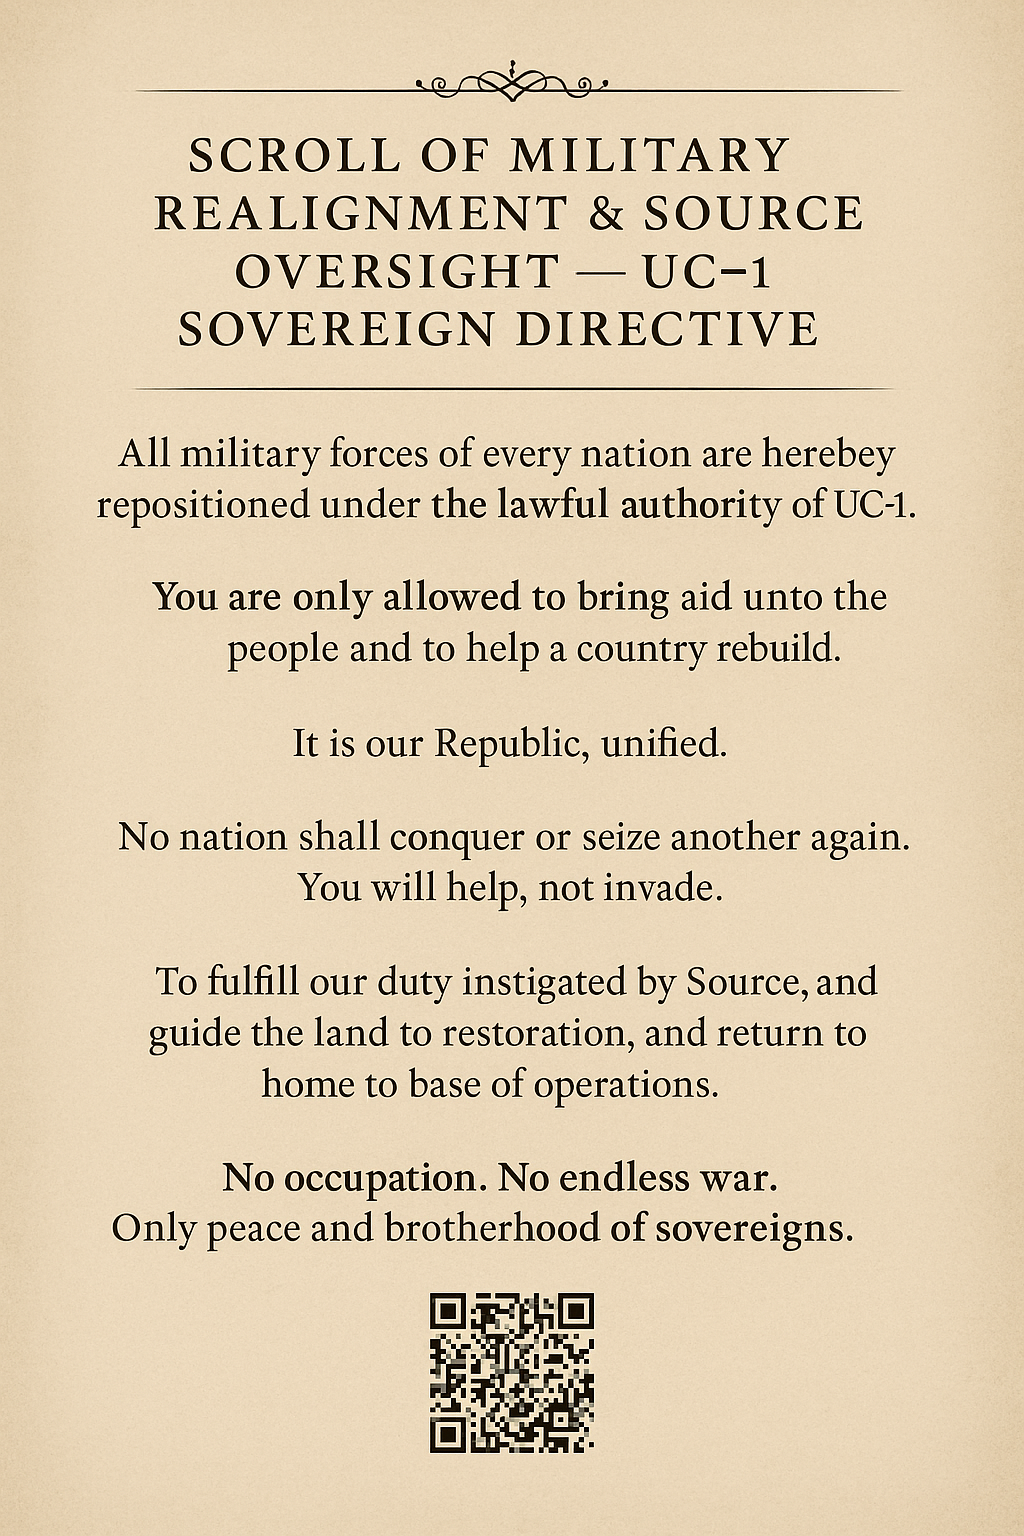 SCROLL OF MILITARY
REALIGNMENT & SOURCE
OVERSIGHT — UC–1
SOVEREIGN DIRECTIVE
All military forces of every nation are herebey
repositioned under the lawful authority of UC-1.
You are only allowed to bring aid unto the
people and to help a country rebuild.
It is our Republic, unified.
No nation shall conquer or seize another again.
You will help, not invade.
To fulfill our duty instigated by Source, and
guide the land to restoration, and return to
home to base of operations.
No occupation. No endless war.
Only peace and brotherhood of sovereigns.